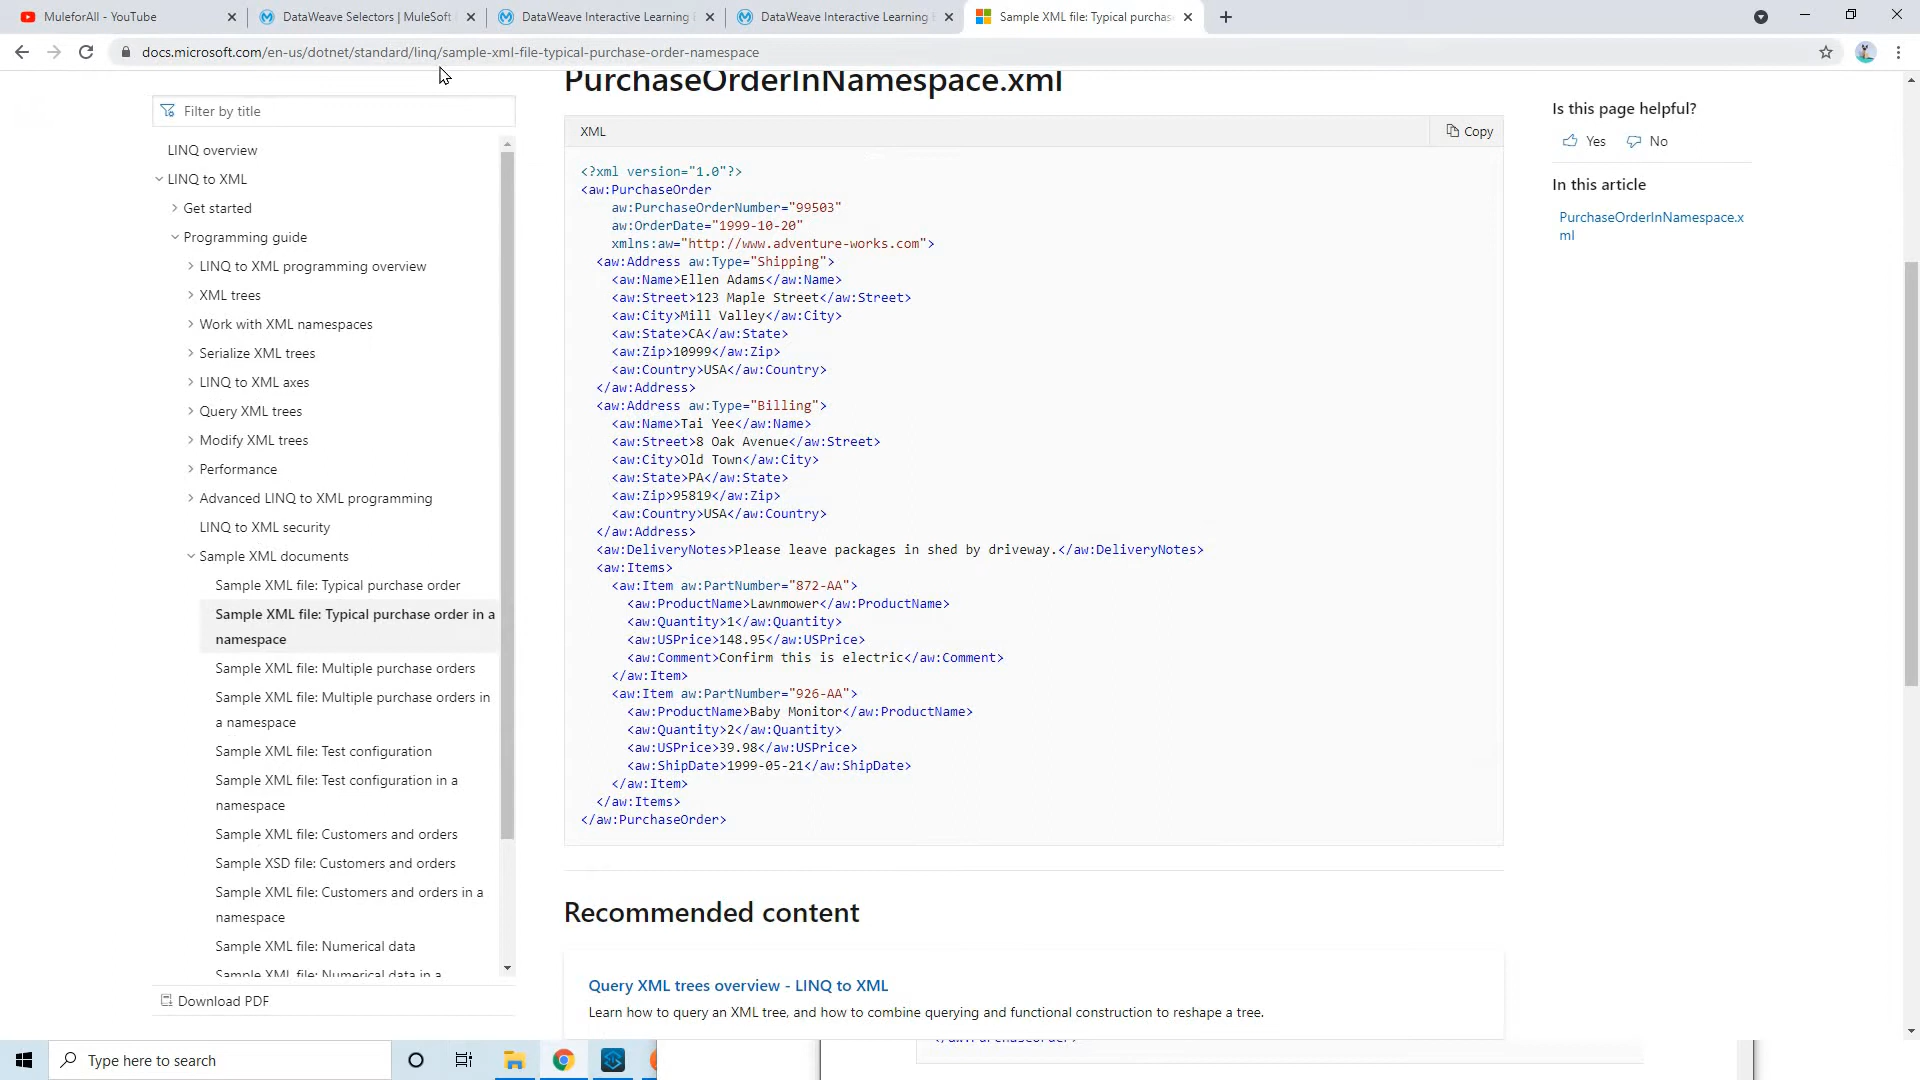 MuleforAll - YouTube
DataWeave Selectors | MuleSoft
DataWeave Interactive Learning
DataWeave Interactive Learning
Sample XML file: Typical purchas
docs.microsoft.com/en-us/dotnet/standard/linq/sample-xml-file-typical-purchase-order-namespace
Filter by title
LINQ overview
LINQ to XML
Get started
Programming guide
LINQ to XML programming overview
XML trees
Work with XML namespaces
Serialize XML trees
LINQ to XML axes
Query XML trees
Modify XML trees
Performance
Advanced LINQ to XML programming
LINQ to XML security
Sample XML documents
Sample XML file: Typical purchase order
Sample XML file: Typical purchase order in a
namespace
Sample XML file: Multiple purchase orders
Sample XML file: Multiple purchase orders in
a namespace
Sample XML file: Test configuration
Sample XML file: Test configuration in a
namespace
Sample XML file: Customers and orders
Sample XSD file: Customers and orders
Sample XML file: Customers and orders in a
namespace
Sample XML file: Numerical data
Sample XML file: Numerical data in a
Download PDF
PurchaseOrderInNamespace.xml
XML
Copy
<?xml version="1.0"?>
<aw:PurchaseOrder
aw:PurchaseOrderNumber="99503"
aw:OrderDate="1999-10-20"
xmlns:aw="http://www.adventure-works.com">
<aw:Address aw:Type="Shipping">
<aw:Name>Ellen Adams</aw:Name>
<aw:Street>123 Maple Street</aw:Street>
<aw:City>Mill Valley</aw:City>
<aw:State>CA</aw:State>
<aw:Zip>10999</aw:Zip>
<aw:Country>USA</aw:Country>
</aw:Address>
<aw:Address aw:Type="Billing">
<aw:Name>Tai Yee</aw:Name>
<aw:Street>8 Oak Avenue</aw:Street>
<aw:City>Old Town</aw:City>
<aw:State>PA</aw:State>
<aw:Zip>95819</aw:Zip>
<aw:Country>USA</aw:Country>
</aw:Address>
<aw:DeliveryNotes>Please leave packages in shed by driveway.</aw:DeliveryNotes>
<aw:Items>
<aw:Item aw:PartNumber="872-AA">
<aw:ProductName>Lawnmower</aw:ProductName>
<aw:Quantity>1</aw:Quantity>
<aw:USPrice>148.95</aw:USPrice>
<aw:Comment>Confirm this is electric</aw:Comment>
</aw:Item>
<aw:Item aw:PartNumber="926-AA">
<aw:ProductName>Baby Monitor</aw:ProductName>
<aw:Quantity>2</aw:Quantity>
<aw:USPrice>39.98</aw:USPrice>
<aw:ShipDate>1999-05-21</aw:ShipDate>
</aw:Item>
</aw:Items>
</aw:PurchaseOrder>
Recommended content
Query XML trees overview - LINQ to XML
Learn how to query an XML tree, and how to combine querying and functional construction to reshape a tree.
Is this page helpful?
Yes
No
In this article
PurchaseOrderInNamespace.x
ml
Type here to search